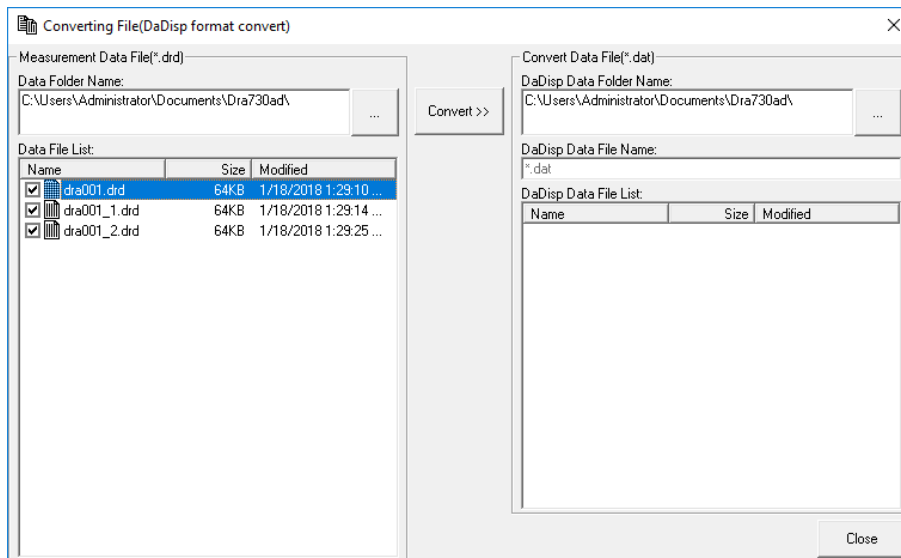 Converting File(DaDisp format convert)
Measurement Data File(*.drd)
Data Folder Name:
C:\Users\Administrator\Documents\Dra730ad\
...
Data File List:
Name Size Modified
dra001.drd 64KB 1/18/2018 1:29:10 ...
dra001_1.drd 64KB 1/18/2018 1:29:14 ...
dra001_2.drd 64KB 1/18/2018 1:29:25 ...
Convert >>
Convert Data File(*.dat)
DaDisp Data Folder Name:
C:\Users\Administrator\Documents\Dra730ad\
...
DaDisp Data File Name:
*.dat
DaDisp Data File List:
Name Size Modified
Close